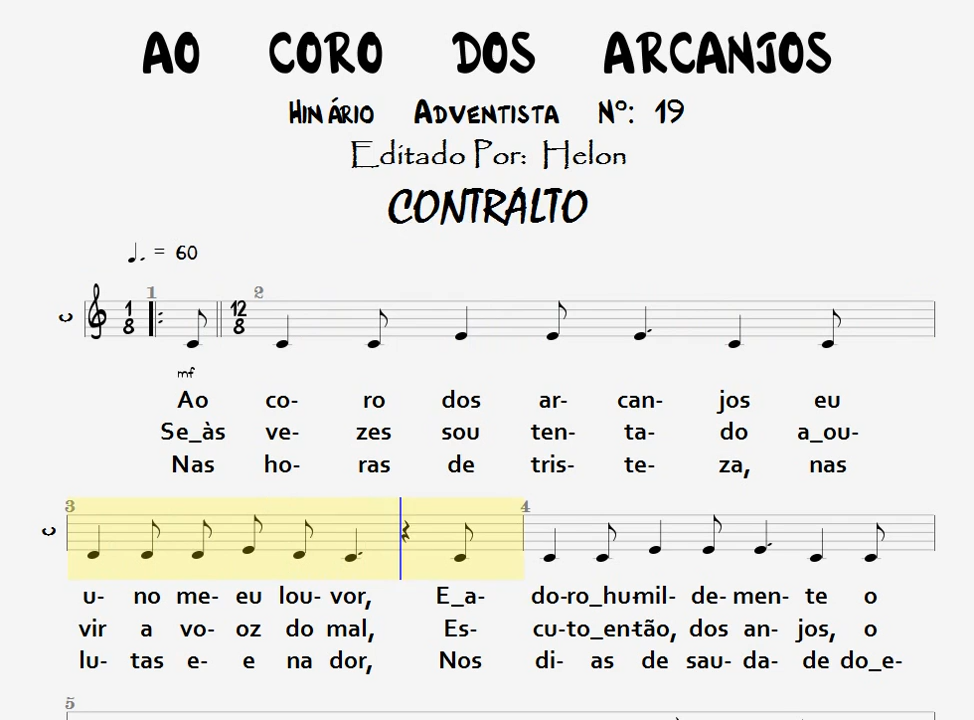 AO CORO DOS ARCANJOS
HINÁRIO ADVENTISTA Nº: 19
Editado Por: Helon
CONTRALTO
= 60
1 2
C 1 8 12 8
mf
Ao co- ro dos ar- can- jos eu
Se_às ve- zes sou ten- ta- do a_ou-
Nas ho- ras de tris- te- za, nas
3 4
C
u- no me- eu lou- vor, E_a- do-ro_humil- de- men- te o
vir a vo- oz do mal, Es- cu-to_então, dos an- jos, o
lu- tas e- e na dor, Nos di- as de sau- da- de do_e-
5